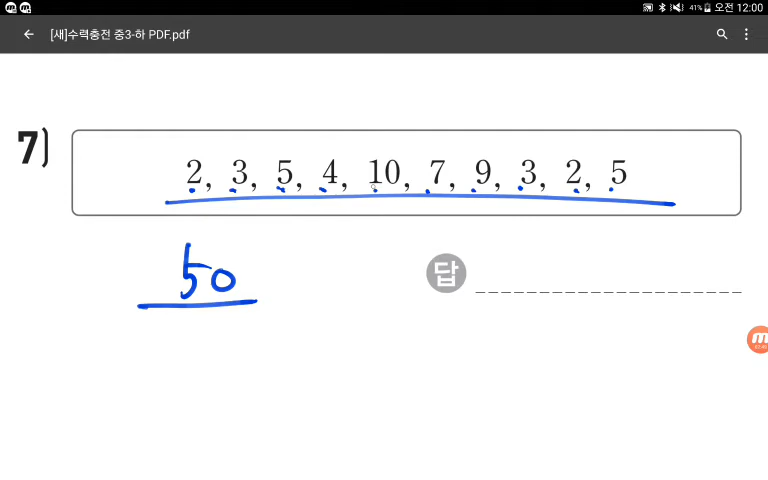 41% 오전 12:00
[새]수력충전 중3-하 PDF.pdf
7)
2, 3, 5, 4, 10, 7, 9, 3, 2, 5
50
답